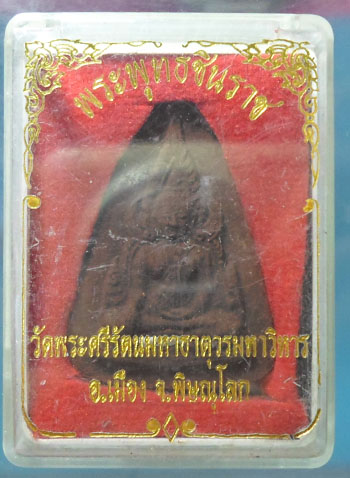 พระพุทธชินราช
วัดพระศรีรัตนมหาธาตุวรมหาวิหาร
อ.เมือง จ.พิษณุโลก